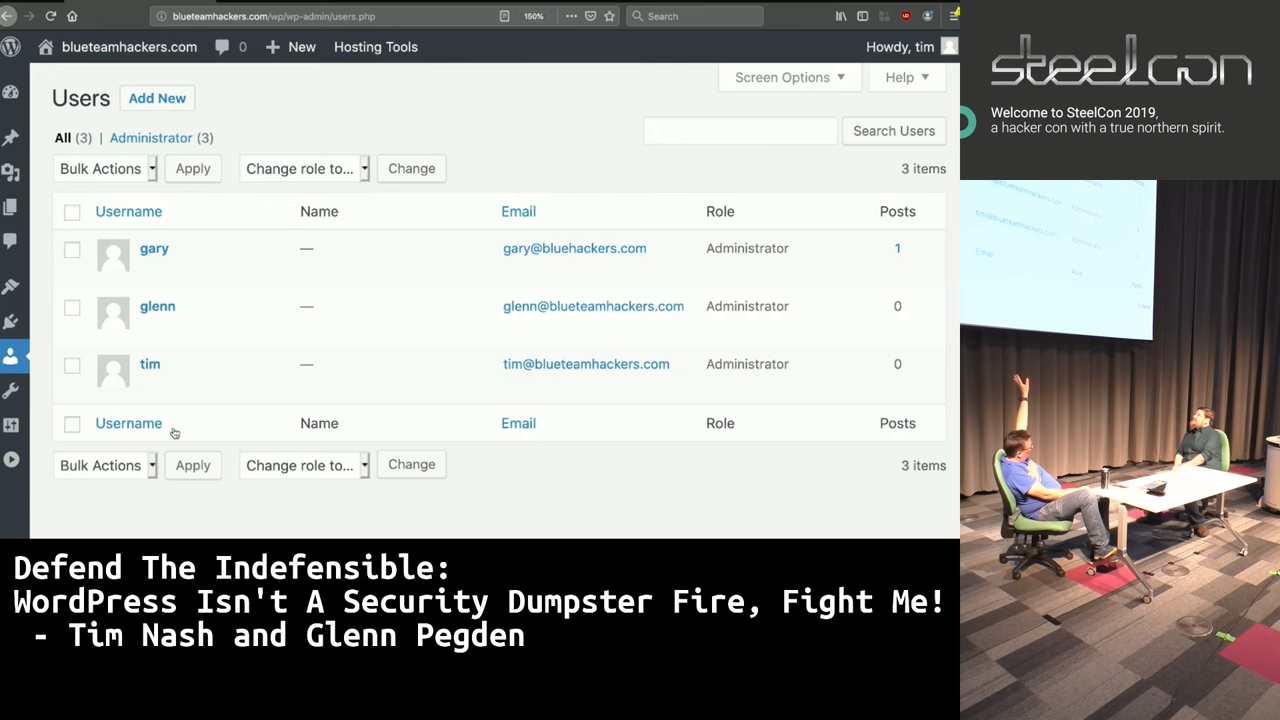 blueteamhackers.com/wp/wp-admin/users.php
150%
Search
blueteamhackers.com
0
New
Hosting Tools
Howdy, tim
Users
Add New
Screen Options
Help
All (3) | Administrator (3)
Search Users
Bulk Actions
Apply
Change role to...
Change
3 items
Username
Name
Email
Role
Posts
gary
—
gary@bluehackers.com
Administrator
1
glenn
—
glenn@blueteamhackers.com
Administrator
0
tim
—
tim@blueteamhackers.com
Administrator
0
Username
Name
Email
Role
Posts
Bulk Actions
Apply
Change role to...
Change
3 items
steelcon
Welcome to SteelCon 2019,
a hacker con with a true northern spirit.
tim@blueteamhackers.com
Email
Role
Defend The Indefensible:
WordPress Isn't A Security Dumpster Fire, Fight Me!
- Tim Nash and Glenn Pegden